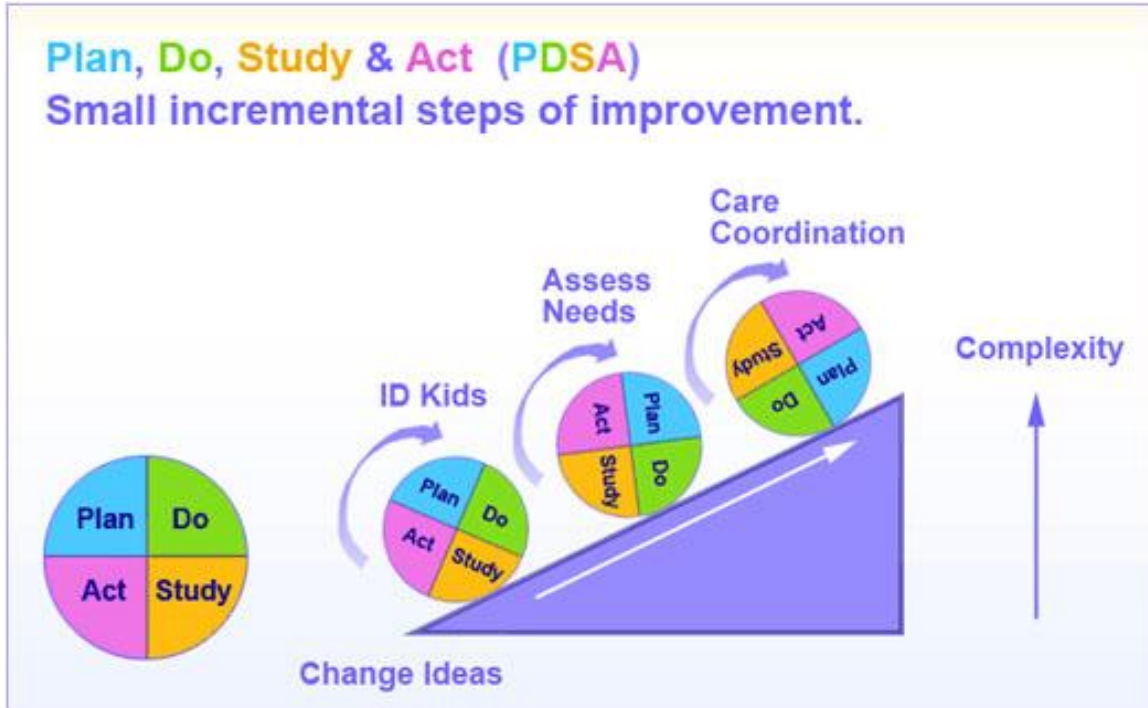 Plan, Do, Study & Act (PDSA)
Small incremental steps of improvement.
Care
Coordination
Assess
Needs
ID Kids
Complexity
Plan
Do
Act
Study
Plan
Do
Act
Study
Plan
Act
Do
Study
Act
Study
Plan
Do
Change Ideas